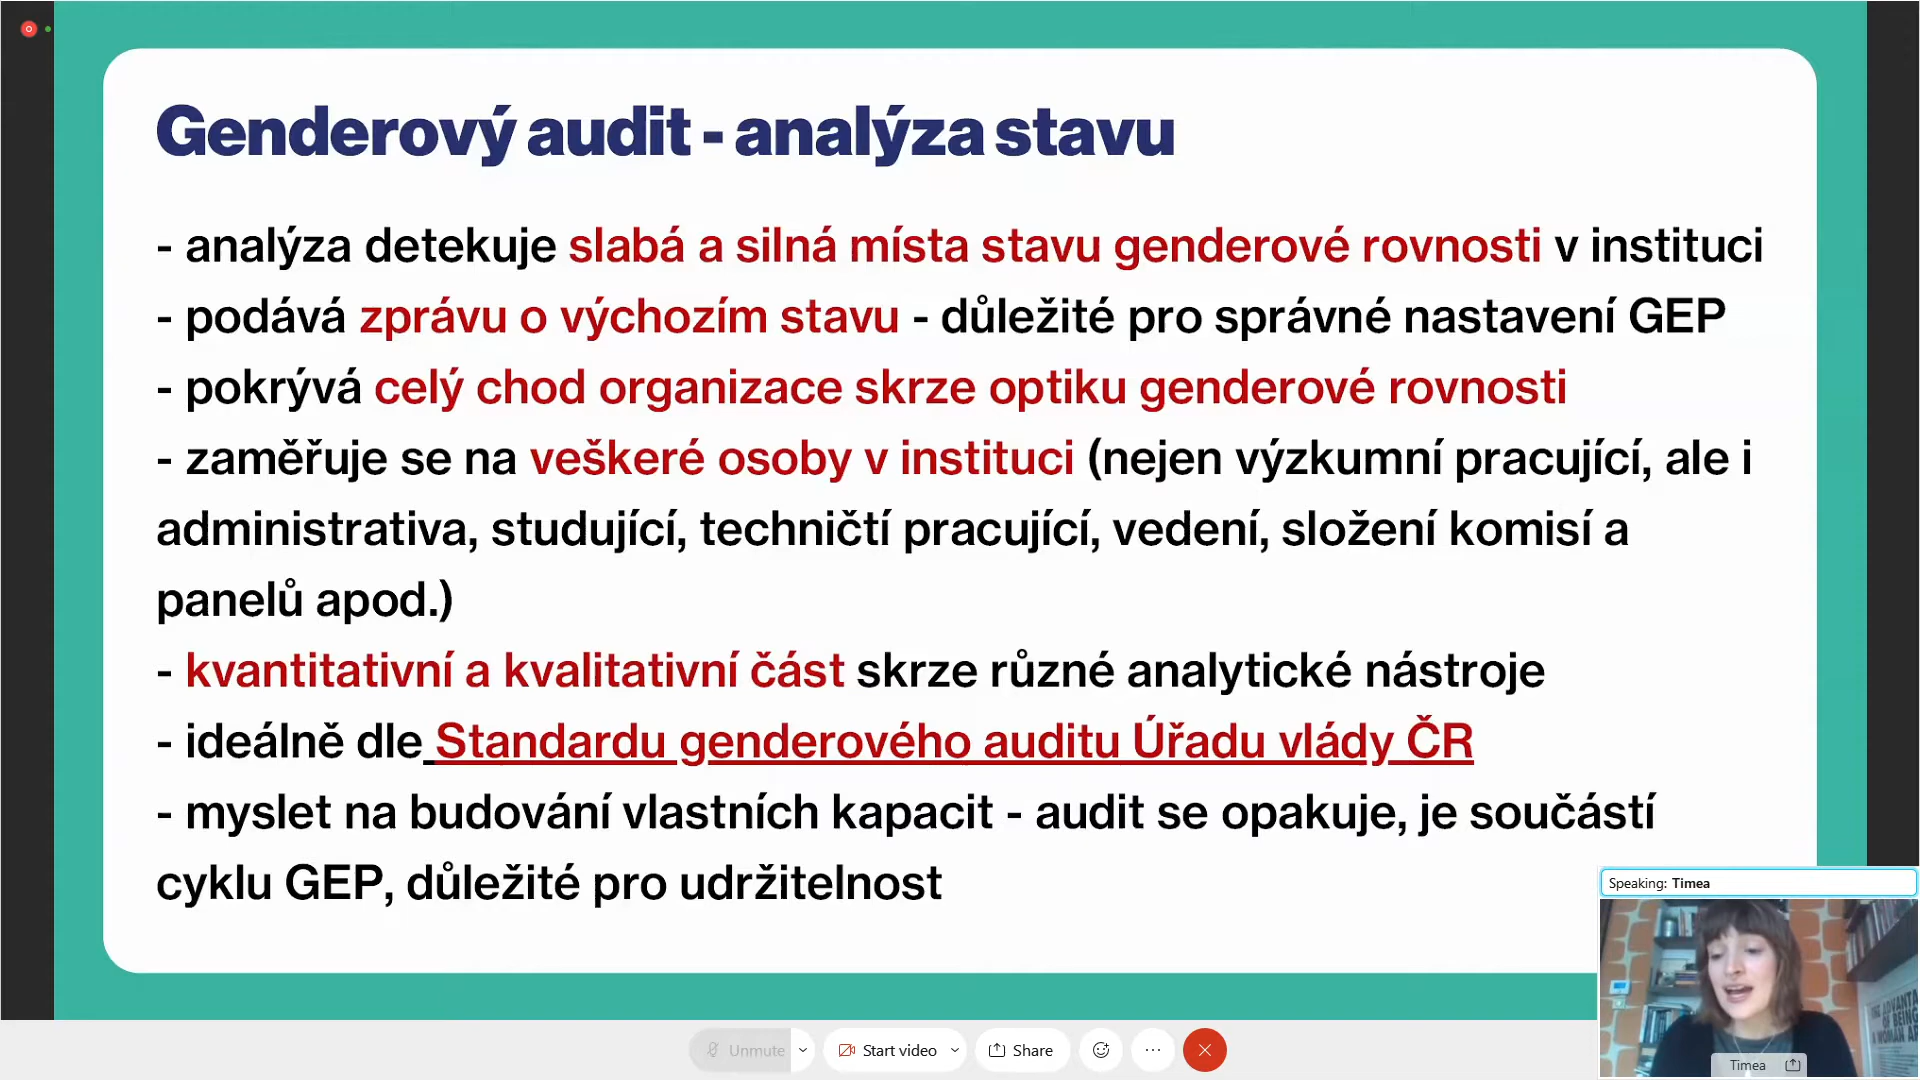 Genderový audit - analýza stavu
- analýza detekuje slabá a silná místa stavu genderové rovnosti v instituci
- podává zprávu o výchozím stavu - důležité pro správné nastavení GEP
- pokrývá celý chod organizace skrze optiku genderové rovnosti
- zaměřuje se na veškeré osoby v instituci (nejen výzkumní pracující, ale i
administrativa, studující, techničtí pracující, vedení, složení komisí a
panelů apod.)
- kvantitativní a kvalitativní část skrze různé analytické nástroje
- ideálně dle Standardu genderového auditu Úřadu vlády ČR
- myslet na budování vlastních kapacit - audit se opakuje, je součástí
cyklu GEP, důležité pro udržitelnost
Speaking: Timea
OF BEING
Timea
Unmute
Start video
Share